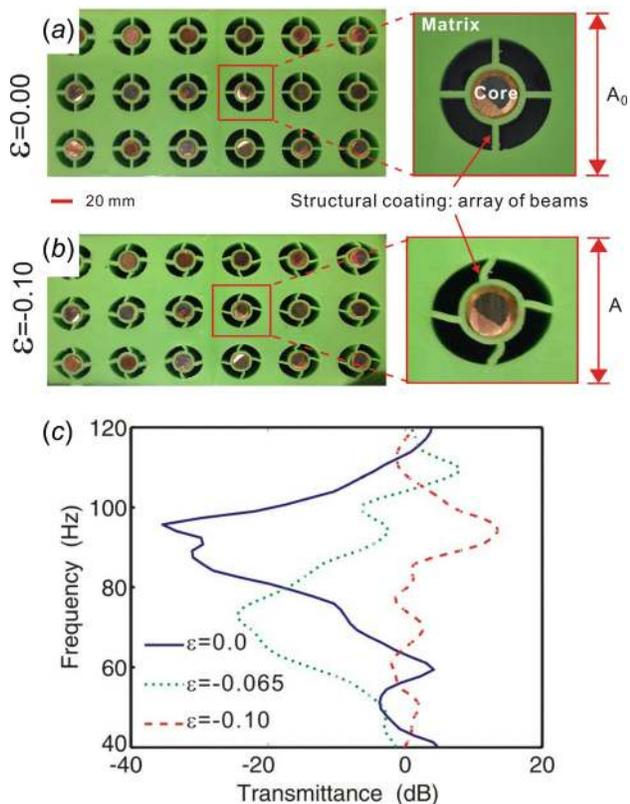 (a)
ε=0.00
Matrix
Core
A₀
20 mm
Structural coating: array of beams
(b)
ε=-0.10
A
(c)
120
100
80
60
40
Frequency (Hz)
ε=0.0
ε=-0.065
ε=-0.10
-40
-20
0
20
Transmittance (dB)